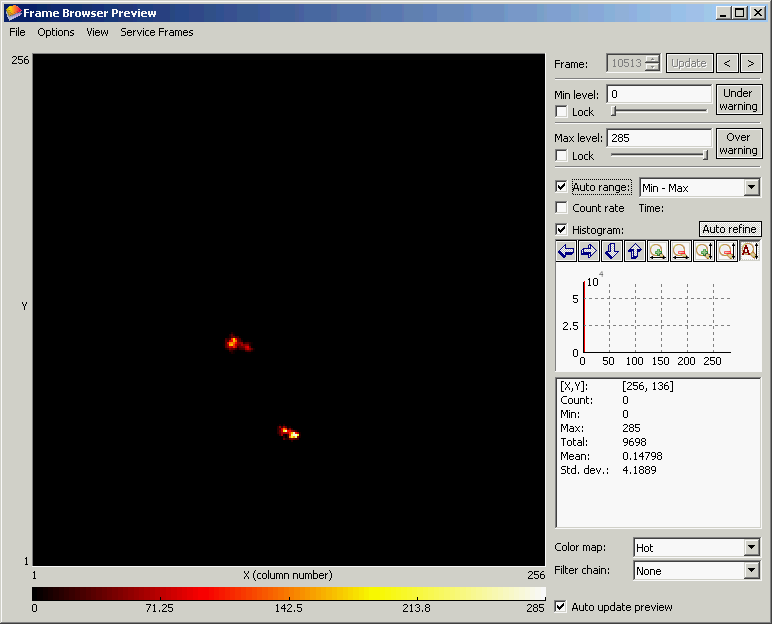 Frame Browser Preview
File Options View Service Frames
256
Y
1
1 X (column number) 256
0 71.25 142.5 213.8 285
Frame: 10513 Update < >
Min level: 0 Under warning
Lock
Max level: 285 Over warning
Lock
Auto range: Min - Max
Count rate Time:
Histogram: Auto refine
A
10 4
5
2.5
0
0 50 100 150 200 250
[X,Y]: [256, 136]
Count: 0
Min: 0
Max: 285
Total: 9698
Mean: 0.14798
Std. dev.: 4.1889
Color map: Hot
Filter chain: None
Auto update preview